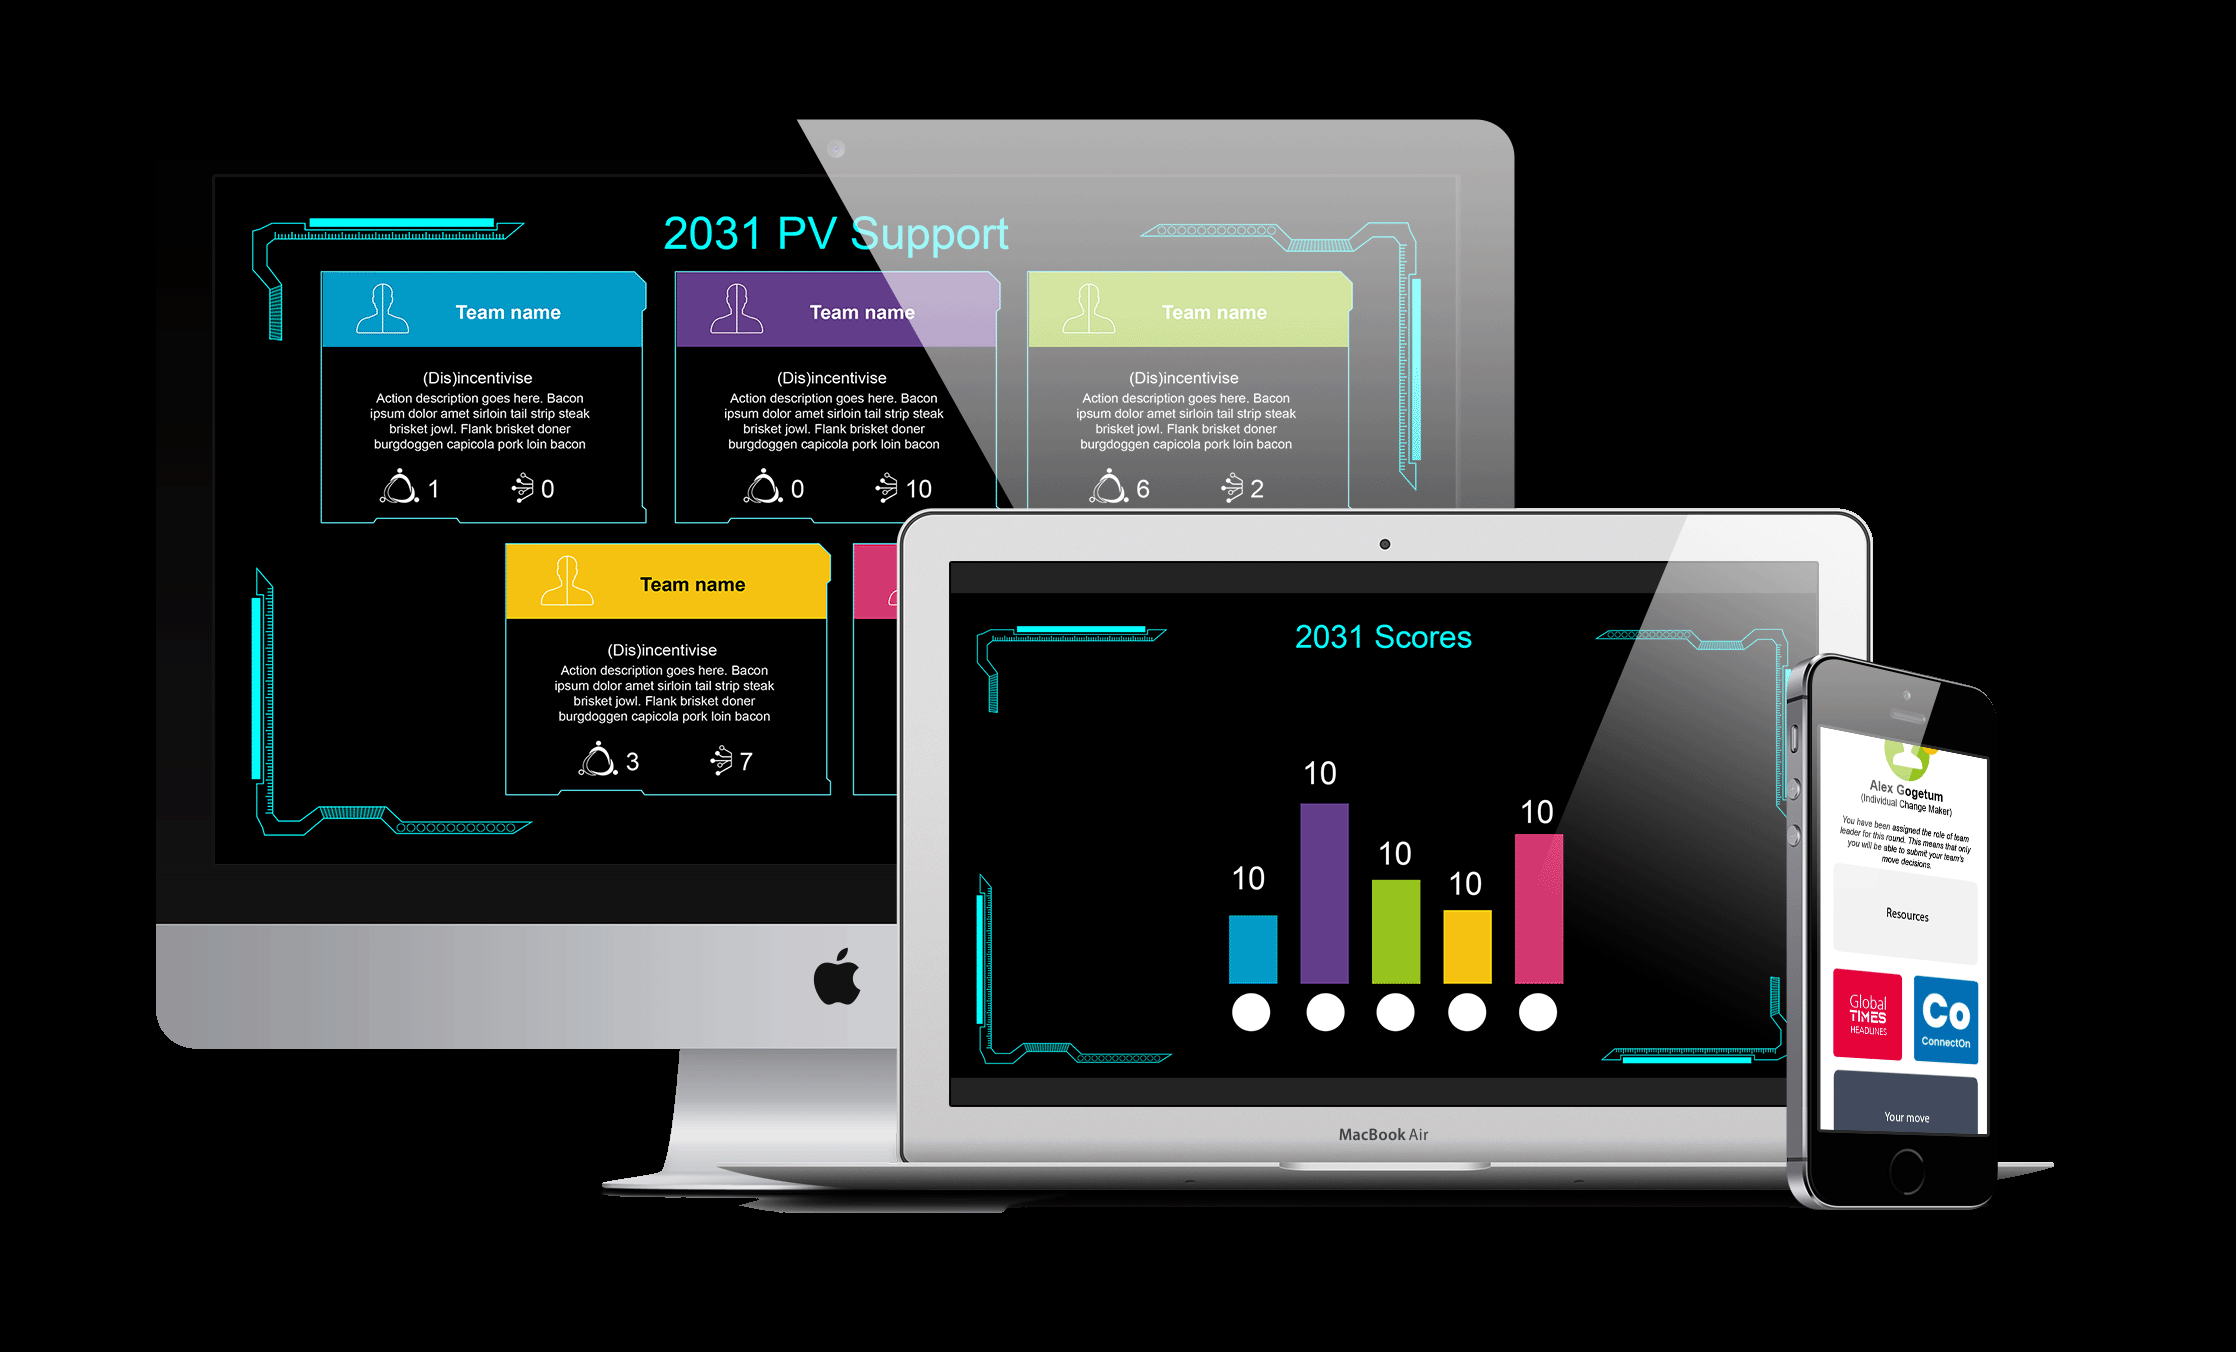 2031 PV Support
Team name
(Dis)incentivise
Action description goes here. Bacon
ipsum dolor amet sirloin tail strip steak
brisket jowl. Flank brisket doner
burgdoggen capicola pork loin bacon
1
0
Team name
(Dis)incentivise
Action description goes here. Bacon
ipsum dolor amet sirloin tail strip steak
brisket jowl. Flank brisket doner
burgdoggen capicola pork loin bacon
0
10
Team name
(Dis)incentivise
Action description goes here. Bacon
ipsum dolor amet sirloin tail strip steak
brisket jowl. Flank brisket doner
burgdoggen capicola pork loin bacon
6
2
Team name
(Dis)incentivise
Action description goes here. Bacon
ipsum dolor amet sirloin tail strip steak
brisket jowl. Flank brisket doner
burgdoggen capicola pork loin bacon
3
7
2031 Scores
10
10
10
10
10
MacBook Air
Alex Gogetum
(Individual Change Maker)
You have been assigned the role of team
leader for this round. This means that only
you will be able to submit your team's
move decisions.
Resources
Global
TIMES
HEADLINES
Co
ConnectOn
Your move